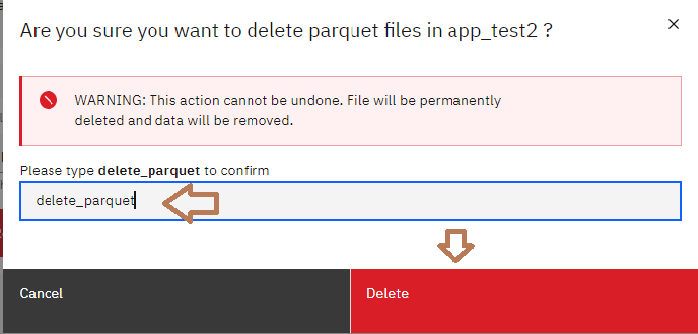 Are you sure you want to delete parquet files in app_test2 ?
WARNING: This action cannot be undone. File will be permanently
deleted and data will be removed.
Please type delete_parquet to confirm
delete_parquet
Cancel
Delete